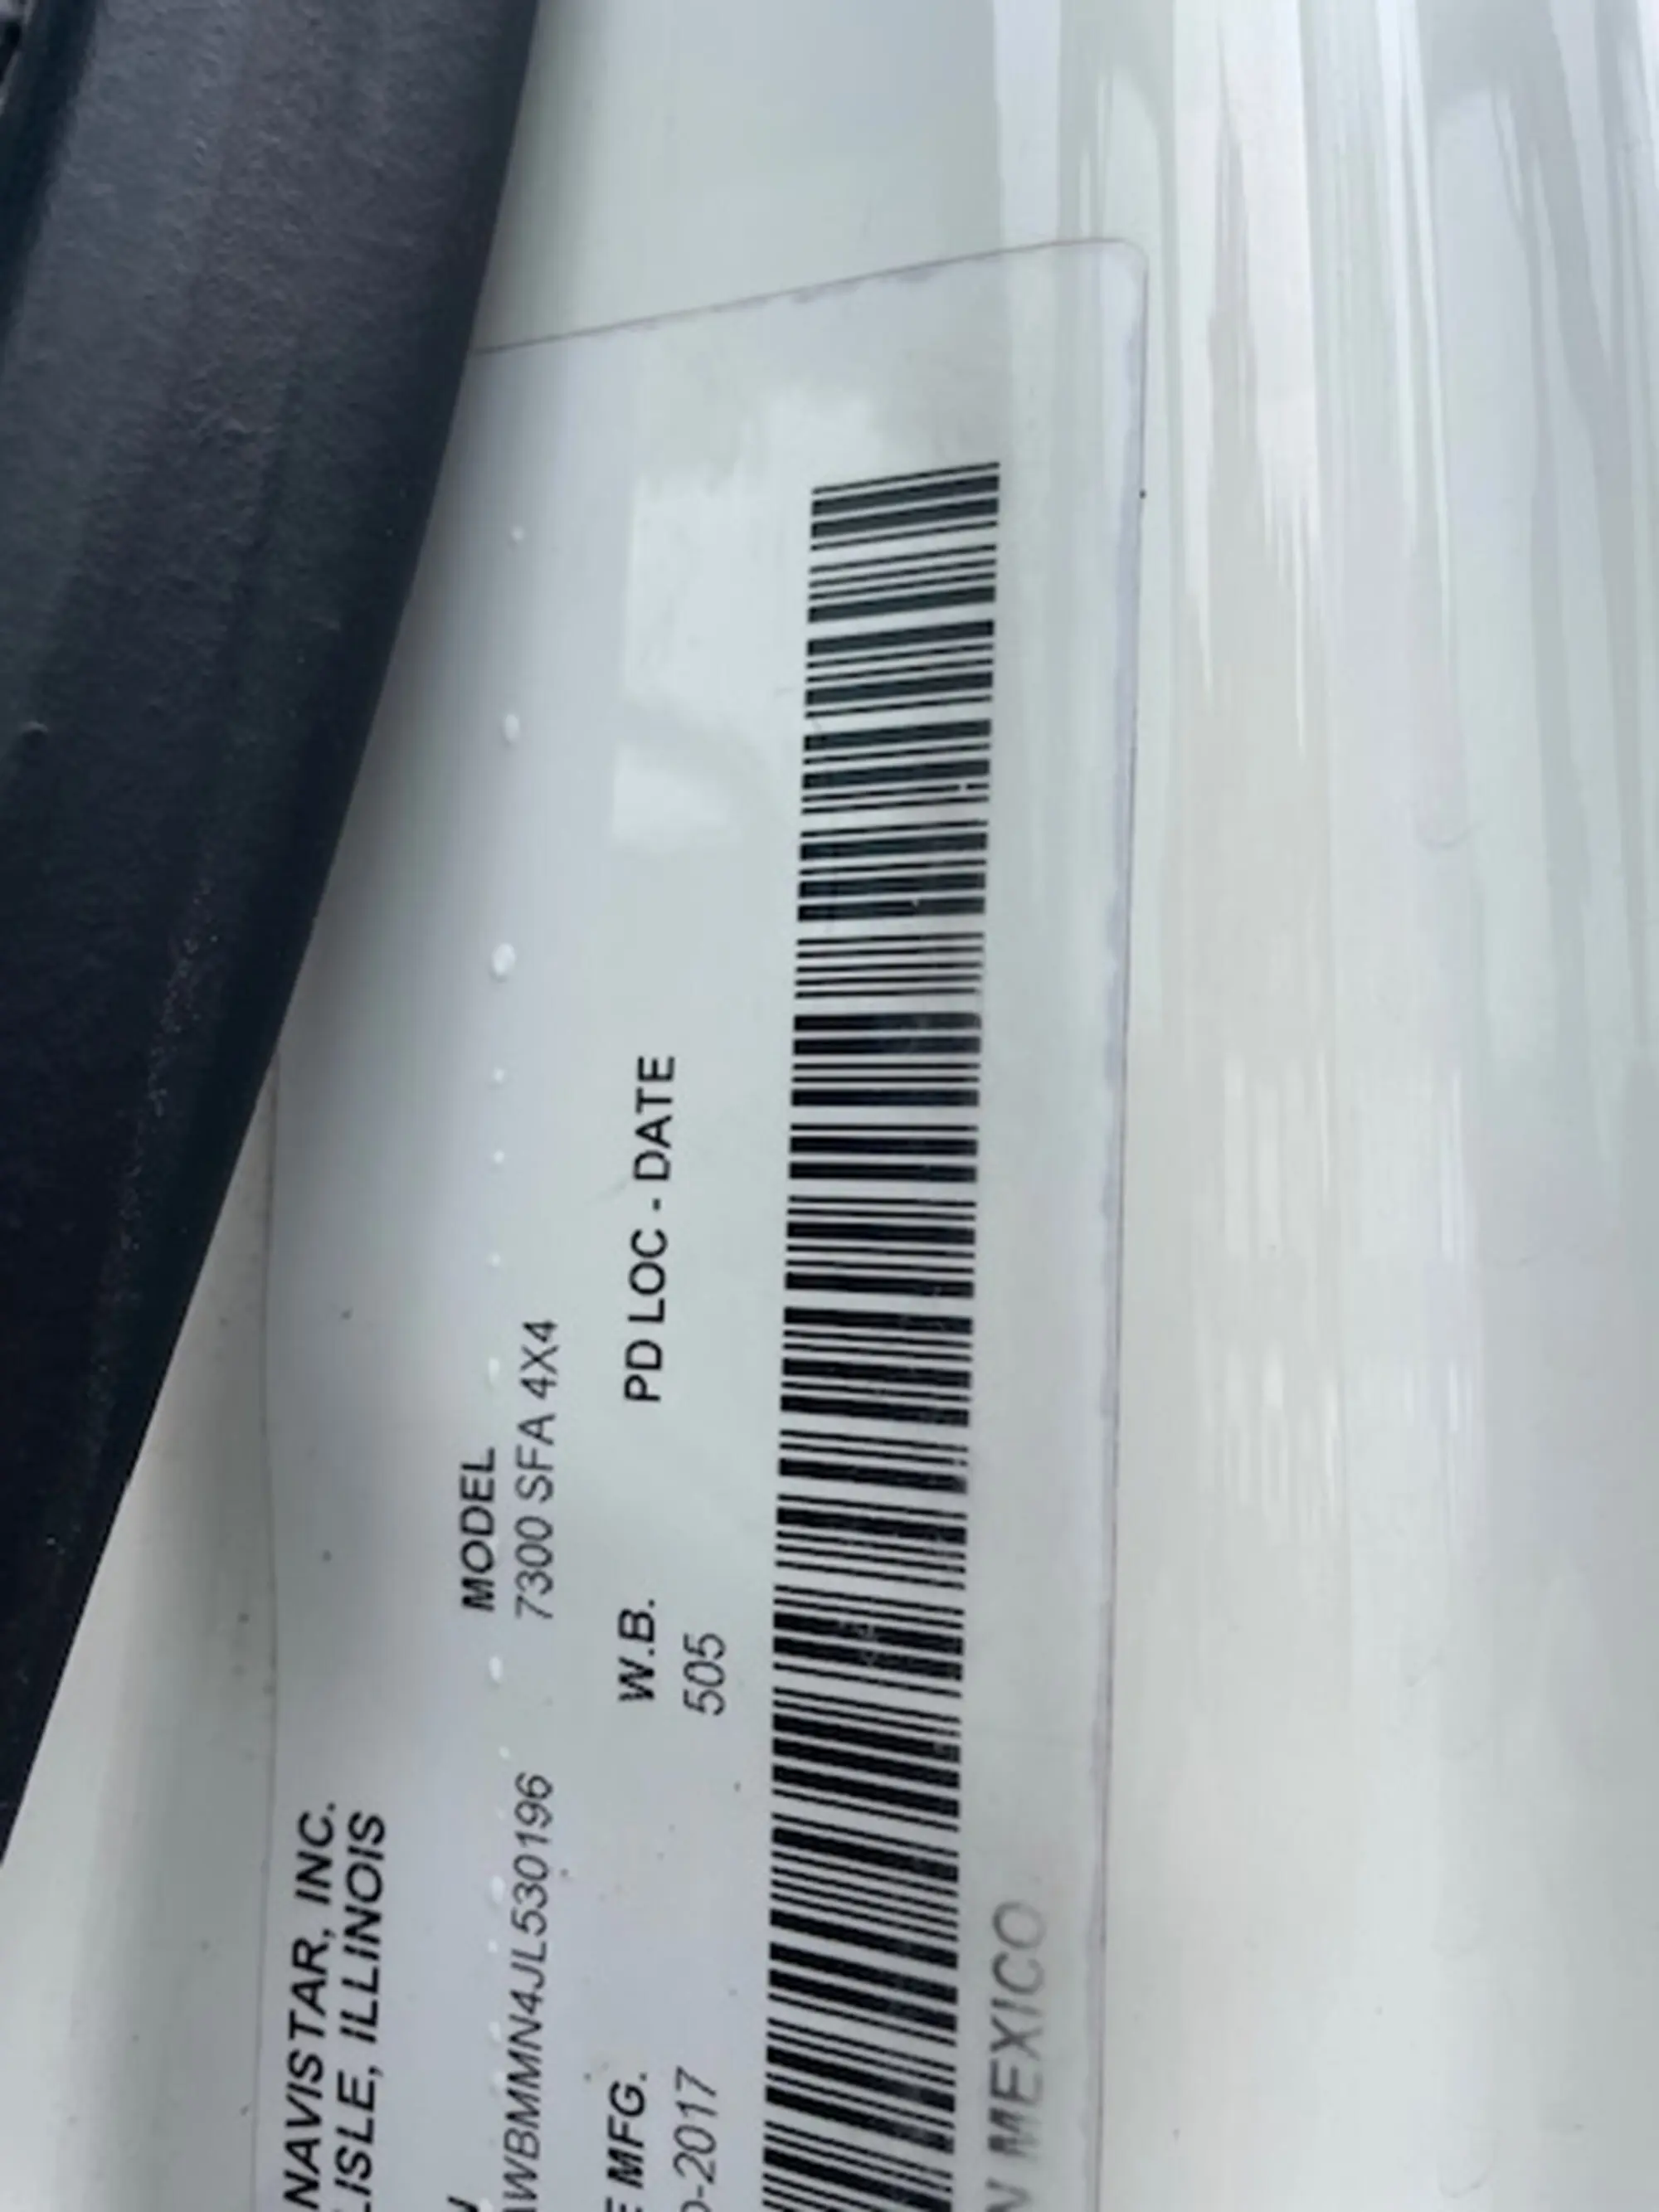 NAVISTAR, INC.
LISLE, ILLINOIS
MODEL
WBMMN4JL530196 7300 SFA 4X4
MFG. W.B. PD LOC - DATE
-2017 505
MEXICO